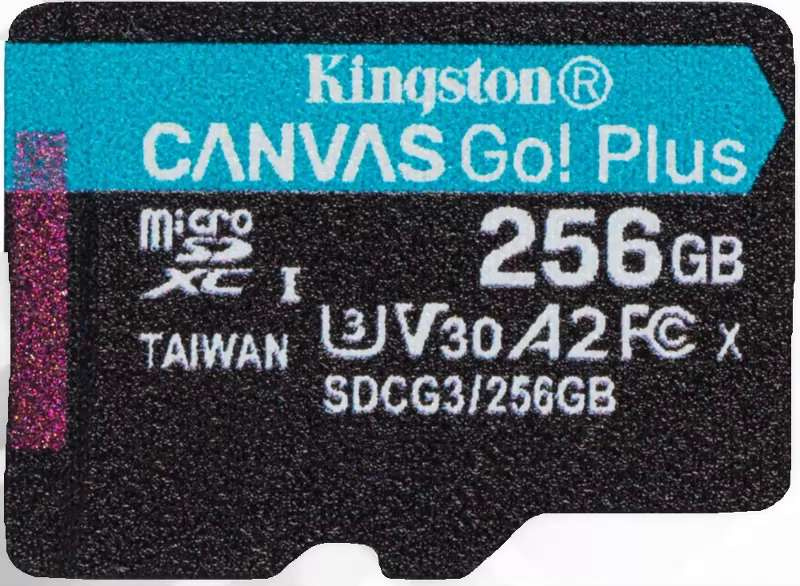 Kingston®
CANVAS Go! Plus
micro
SD
XC I
256GB
TAIWAN
U3 V30 A2 FC X
SDCG3/256GB